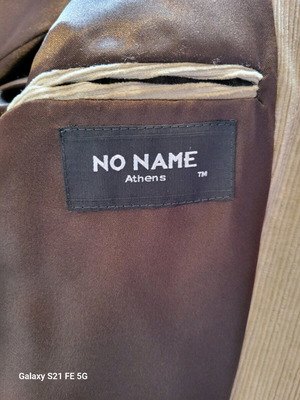 NO NAME
Athens
TM
Galaxy S21 FE 5G